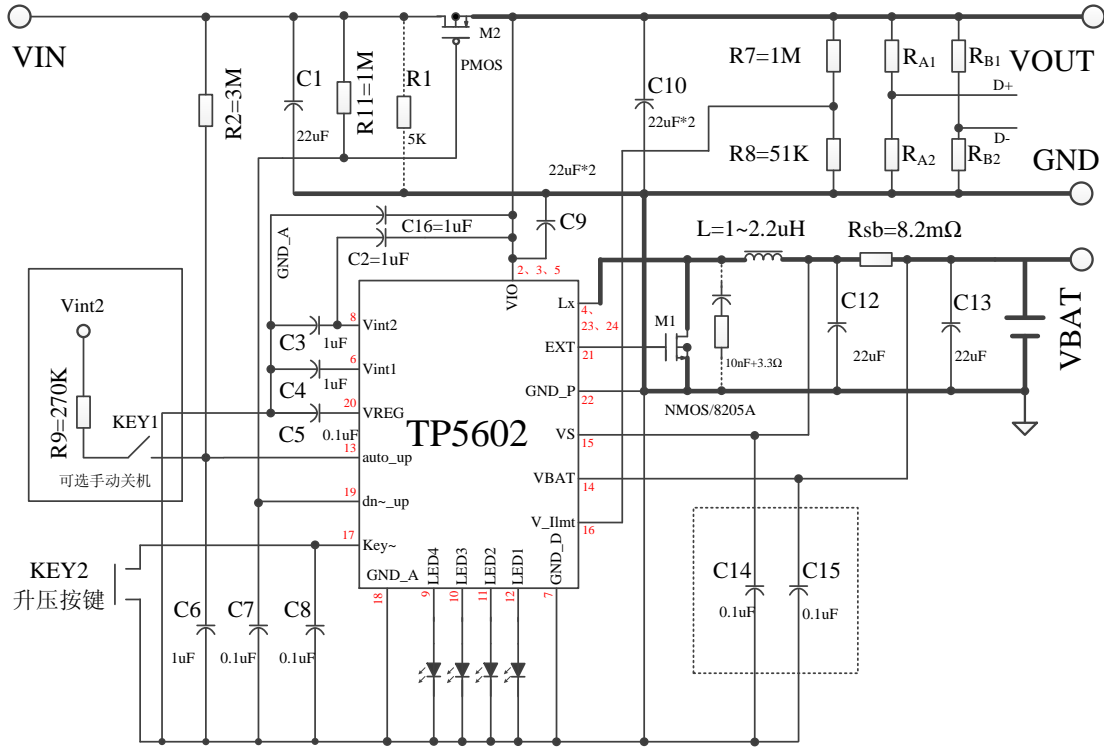 VIN
M2
PMOS
R2=3M
C1
22uF
R11=1M
R1
5K
C10
22uF*2
R7=1M
R8=51K
RA1
RB1
VOUT
D+
RA2
RB2
D-
GND
22uF*2
C9
C16=1uF
C2=1uF
GND_A
L=1~2.2uH
Rsb=8.2mΩ
VBAT
2、3、5
VIO
Lx
4、
23、24
EXT
21
GND_P
22
VS
15
VBAT
14
V_Ilmt
16
TP5602
8
Vint2
6
Vint1
20
VREG
13
auto_up
19
dn~_up
17
Key~
GND_A
18
LED4
9
LED3
10
LED2
11
LED1
12
GND_D
7
C3
1uF
C4
1uF
C5
0.1uF
M1
10nF+3.3Ω
NMOS/8205A
C12
22uF
C13
22uF
Vint2
R9=270K
KEY1
可选手动关机
KEY2
升压按键
C6
1uF
C7
0.1uF
C8
0.1uF
C14
0.1uF
C15
0.1uF